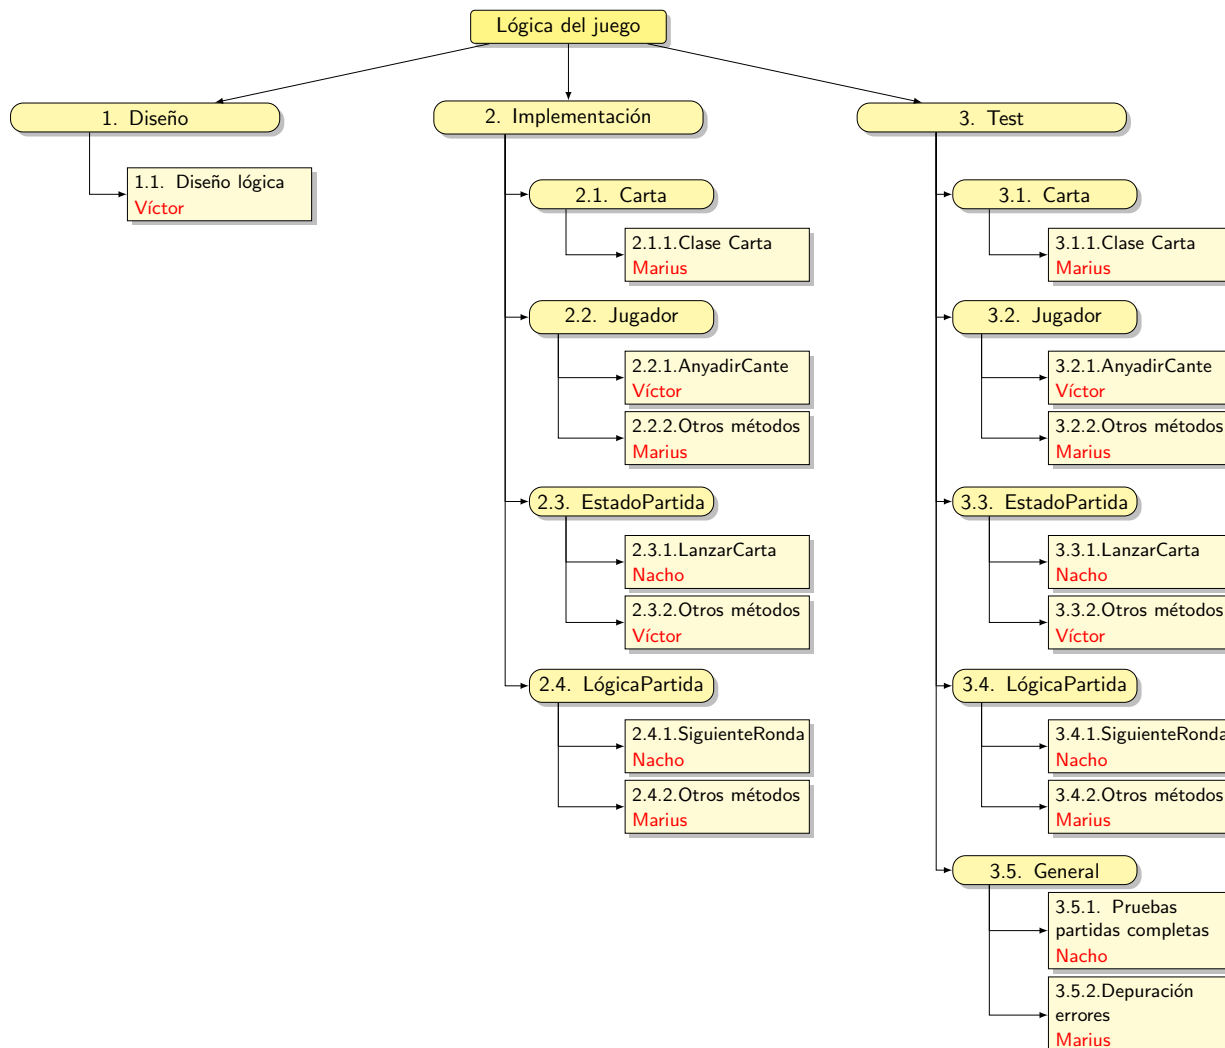 Lógica del juego
1. Diseño
1.1. Diseño lógica
Víctor
2. Implementación
2.1. Carta
2.1.1.Clase Carta
Marius
2.2. Jugador
2.2.1.AnyadirCante
Víctor
2.2.2.Otros métodos
Marius
2.3. EstadoPartida
2.3.1.LanzarCarta
Nacho
2.3.2.Otros métodos
Víctor
2.4. LógicaPartida
2.4.1.SiguienteRonda
Nacho
2.4.2.Otros métodos
Marius
3. Test
3.1. Carta
3.1.1.Clase Carta
Marius
3.2. Jugador
3.2.1.AnyadirCante
Víctor
3.2.2.Otros métodos
Marius
3.3. EstadoPartida
3.3.1.LanzarCarta
Nacho
3.3.2.Otros métodos
Víctor
3.4. LógicaPartida
3.4.1.SiguienteRonda
Nacho
3.4.2.Otros métodos
Marius
3.5. General
3.5.1. Pruebas
partidas completas
Nacho
3.5.2.Depuración
errores
Marius